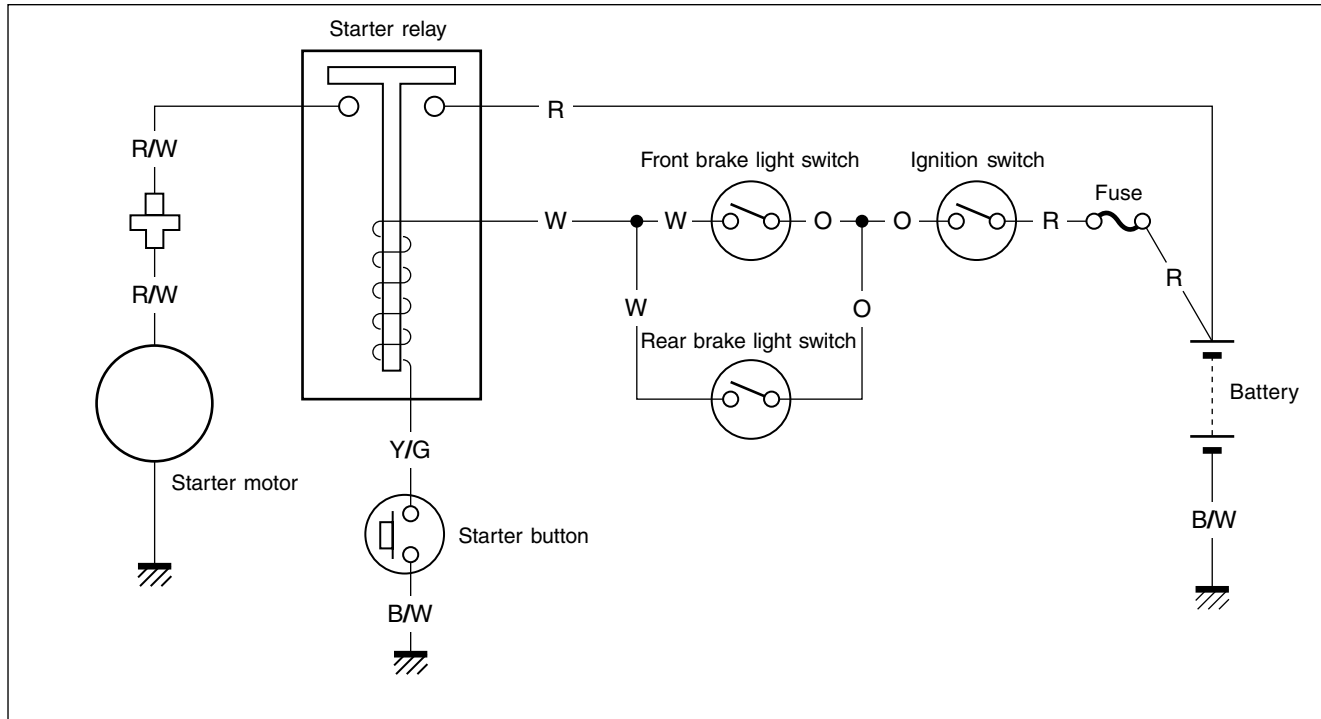 Starter relay
R
R/W
Front brake light switch
Ignition switch
Fuse
W
W
O
O
R
R
R/W
W
O
Rear brake light switch
Battery
Y/G
Starter motor
Starter button
B/W
B/W